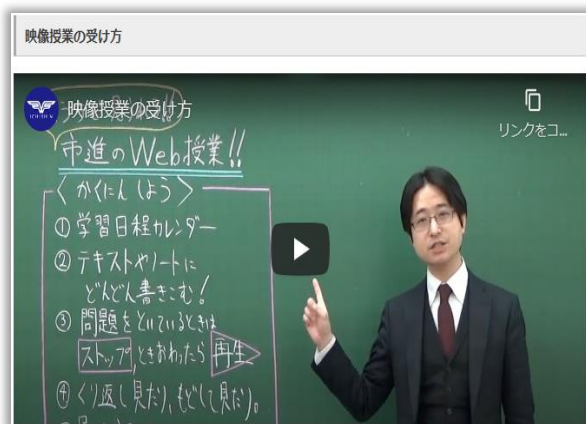 映像授業の受け方
映像授業の受け方
リンクをコ...
市進のWeb授業!!
<かくにんしよう>
①学習日程カレンダー
②テキストやノートに
どんどん書きこむ!
③問題をといているときは
ストップ,ときおわったら再生
④くり返し見たり,もどして見たり。